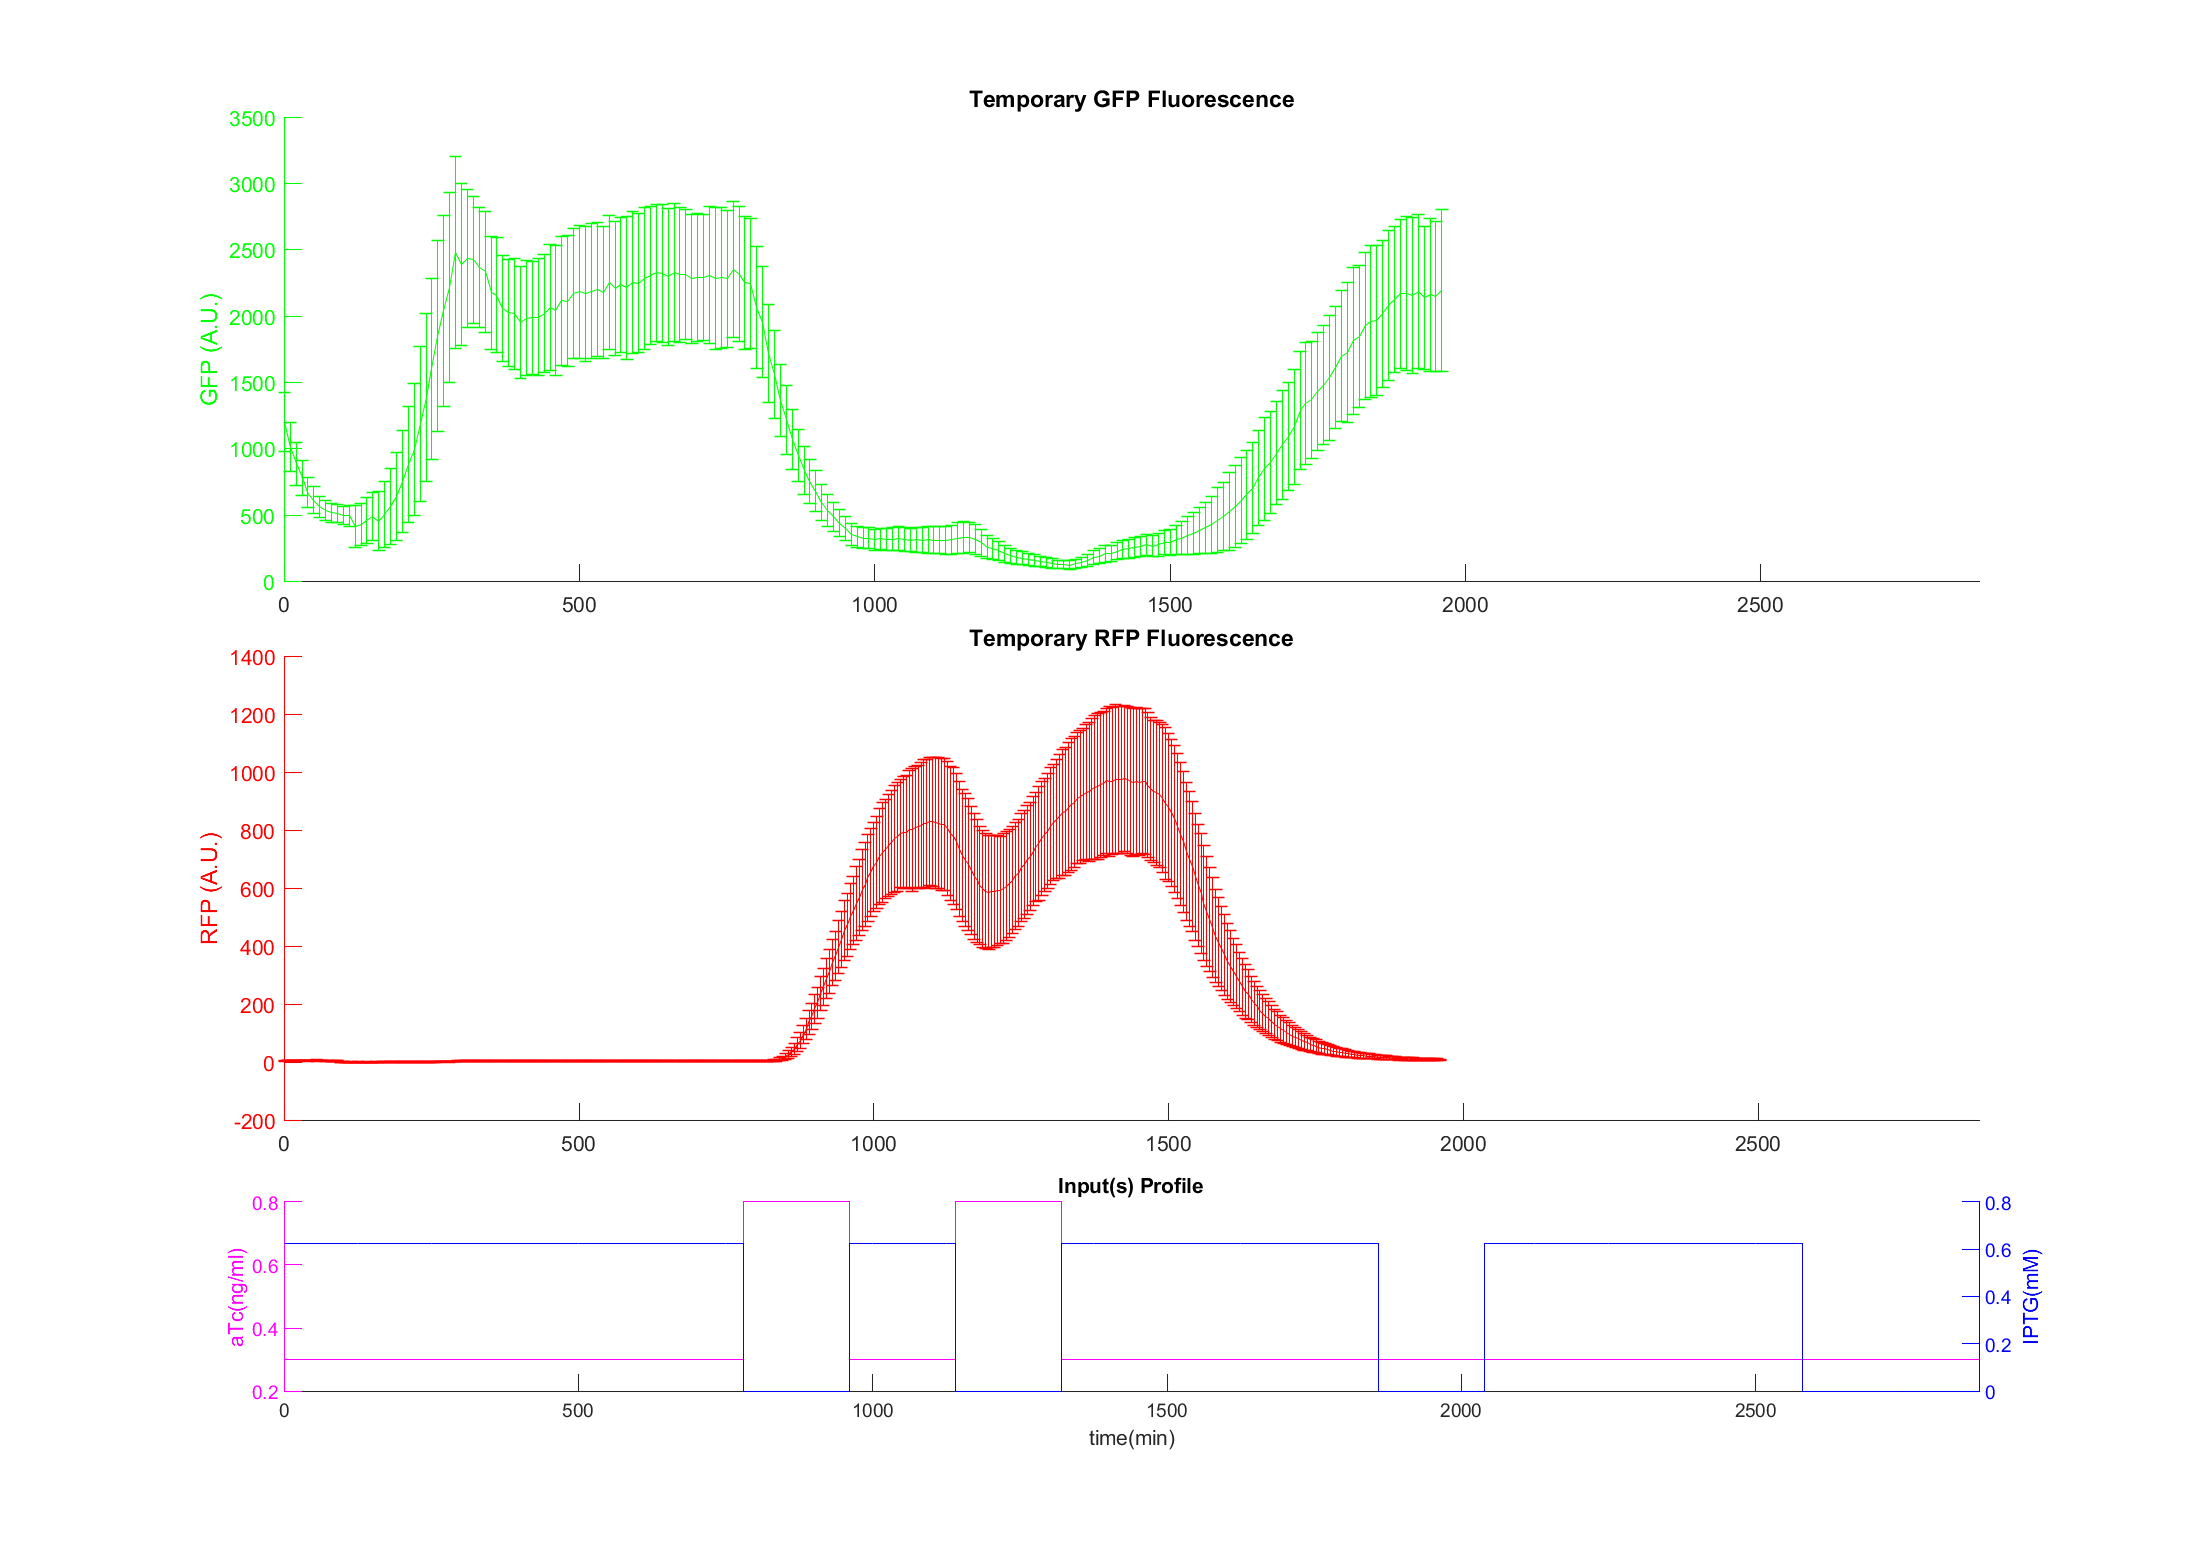 Temporary GFP Fluorescence
3500
3000
2500
2000
1500
1000
500
0
GFP (A.U.)
0 500 1000 1500 2000 2500
Temporary RFP Fluorescence
1400
1200
1000
800
600
400
200
0
-200
RFP (A.U.)
0 500 1000 1500 2000 2500
Input(s) Profile
0.8
0.6
0.4
0.2
aTc(ng/ml)
0.8
0.6
0.4
0.2
0
IPTG(mM)
0 500 1000 1500 2000 2500
time(min)